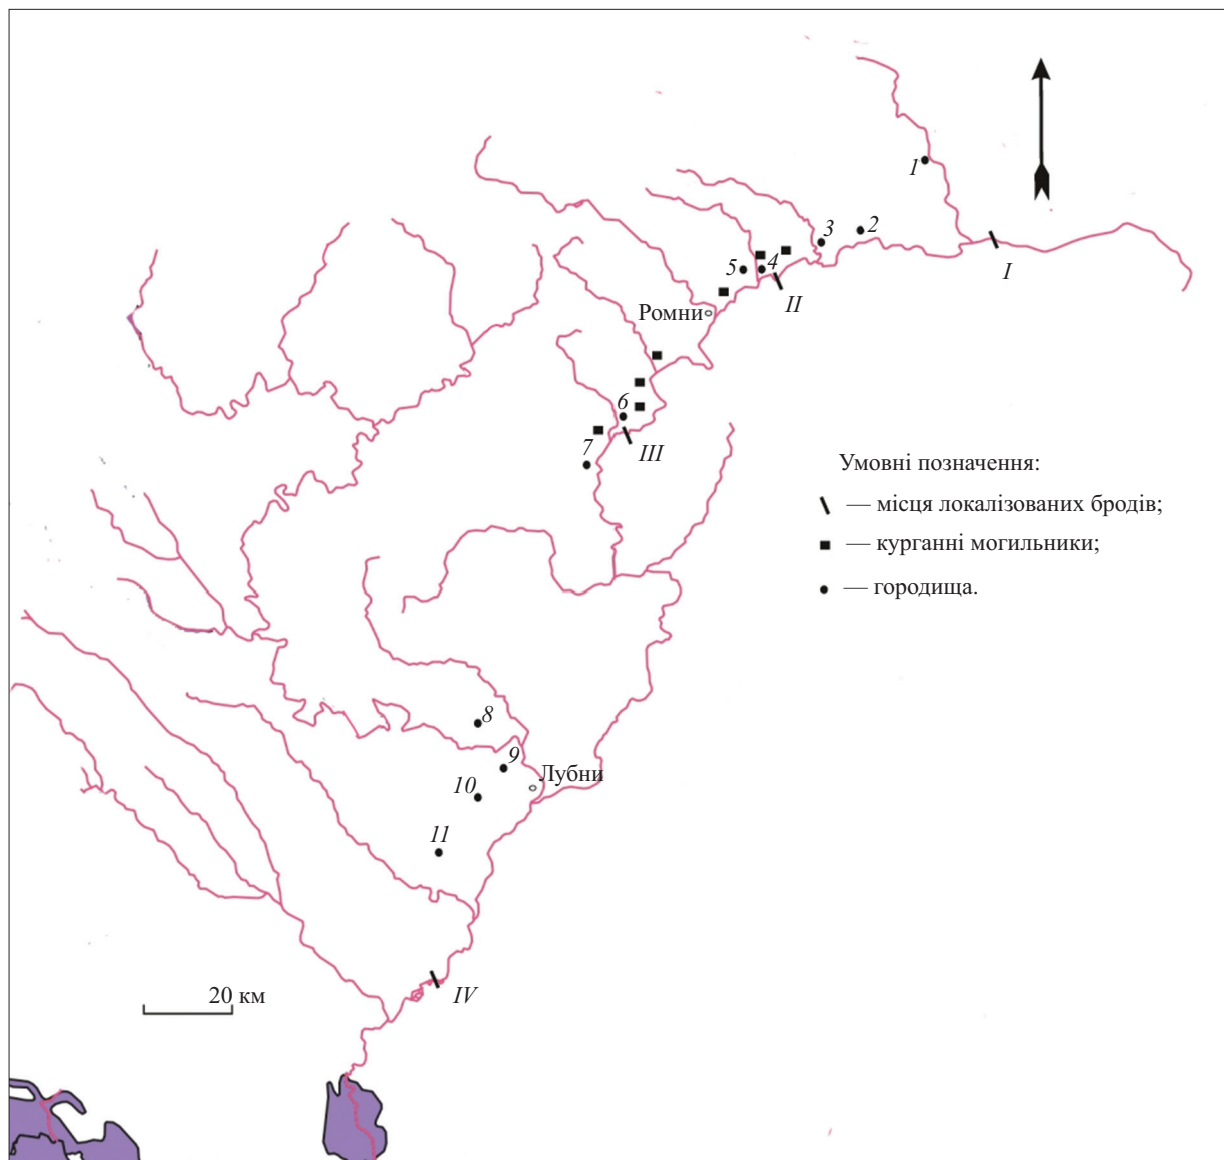 1
2
3
I
4
5
II
Ромни
6
III
7
Умовні позначення:
— місця локалізованих бродів;
— курганні могильники;
— городища.
8
9
Лубни
10
11
IV
20 км